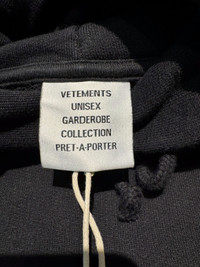 VETEMENTS
UNISEX
GARDEROBE
COLLECTION
PRET-A-PORTER